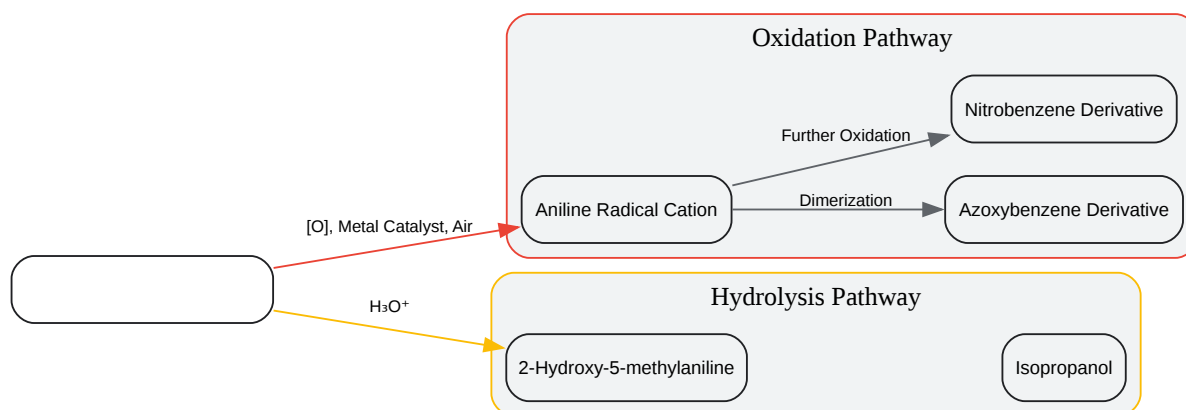 Oxidation Pathway
Nitrobenzene Derivative
Further Oxidation
Aniline Radical Cation
Dimerization
Azoxybenzene Derivative
[O], Metal Catalyst, Air
H₃O⁺
Hydrolysis Pathway
2-Hydroxy-5-methylaniline
Isopropanol